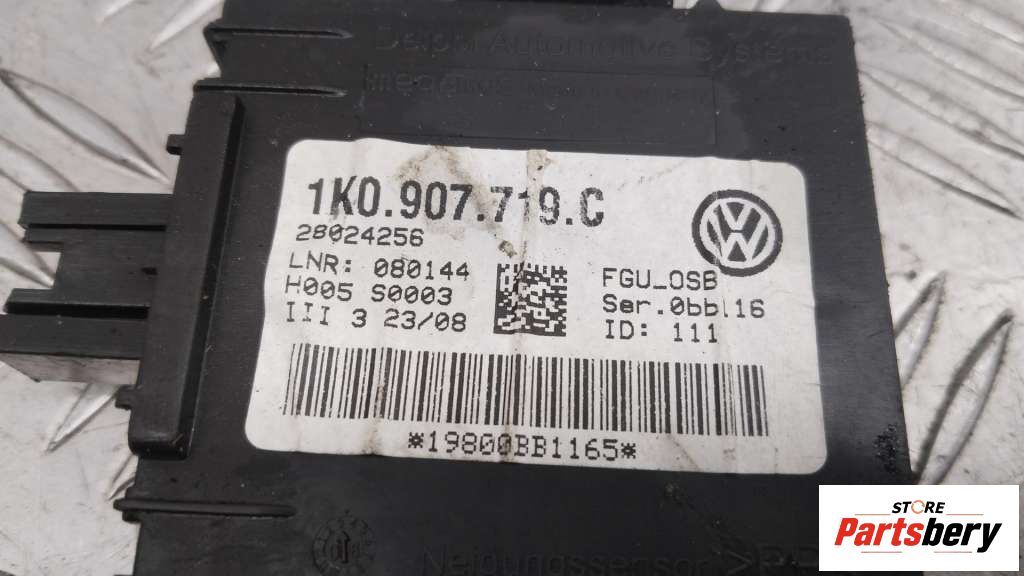 Delphi Automotive Systems
1K0.907.719.C
28024256
LNR: 080144
H005 S0003
III 3 23/08
FGU_OSB
Ser.0bb116
ID: 111
*19800BB1165*
Neigungssensor
STORE
Partsbery